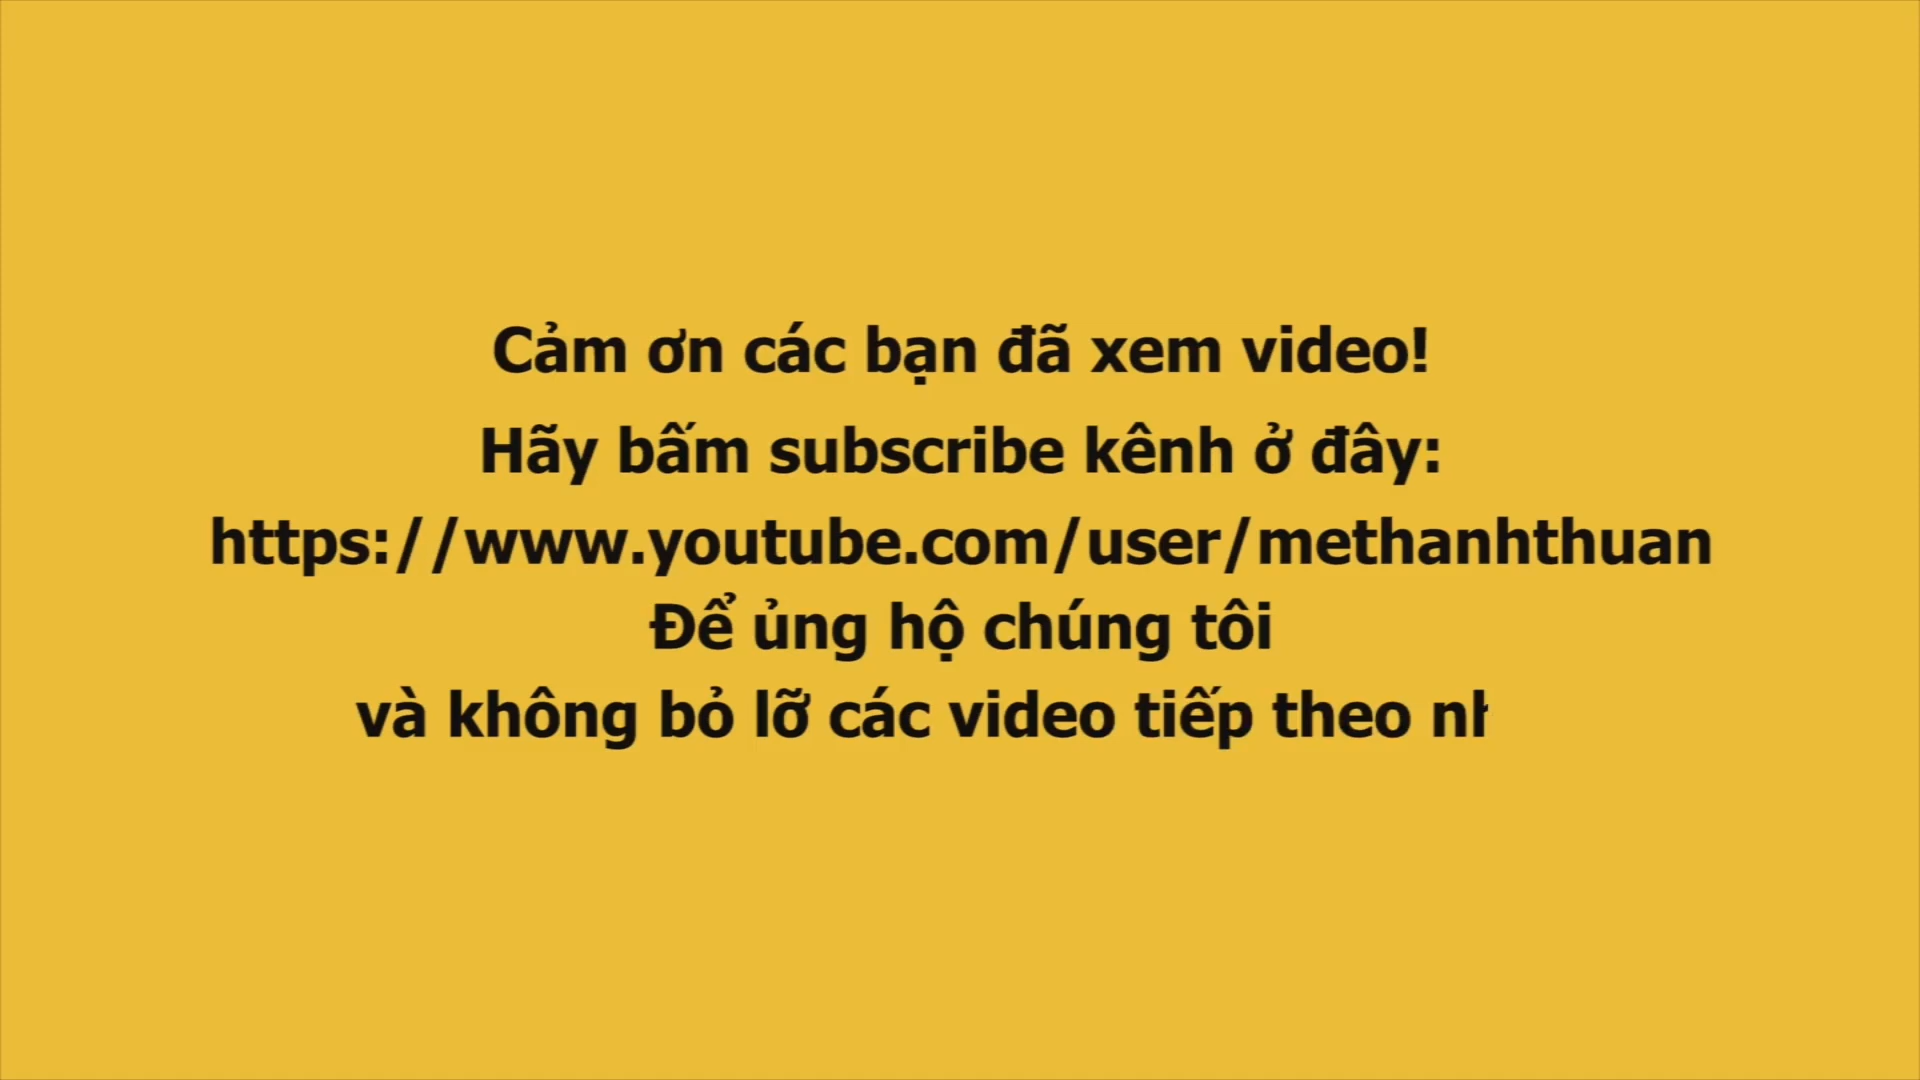 Cảm ơn các bạn đã xem video!
Hãy bấm subscribe kênh ở đây:
https://www.youtube.com/user/methanhthuan
Để ủng hộ chúng tôi
và không bỏ lỡ các video tiếp theo